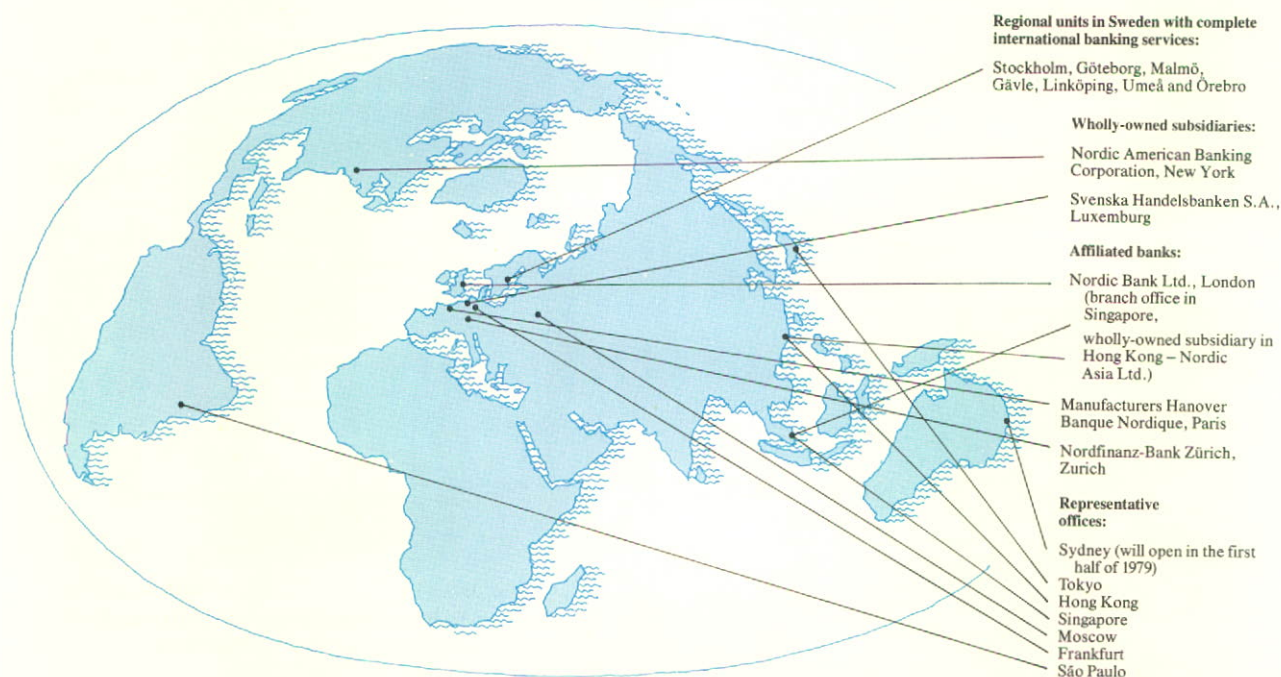 Regional units in Sweden with complete
international banking services:
Stockholm, Göteborg, Malmö,
Gävle, Linköping, Umeå and Örebro
Wholly-owned subsidiaries:
Nordic American Banking
Corporation, New York
Svenska Handelsbanken S.A.,
Luxemburg
Affiliated banks:
Nordic Bank Ltd., London
(branch office in
Singapore,
wholly-owned subsidiary in
Hong Kong – Nordic
Asia Ltd.)
Manufacturers Hanover
Banque Nordique, Paris
Nordfinanz-Bank Zürich,
Zurich
Representative
offices:
Sydney (will open in the first
half of 1979)
Tokyo
Hong Kong
Singapore
Moscow
Frankfurt
São Paulo